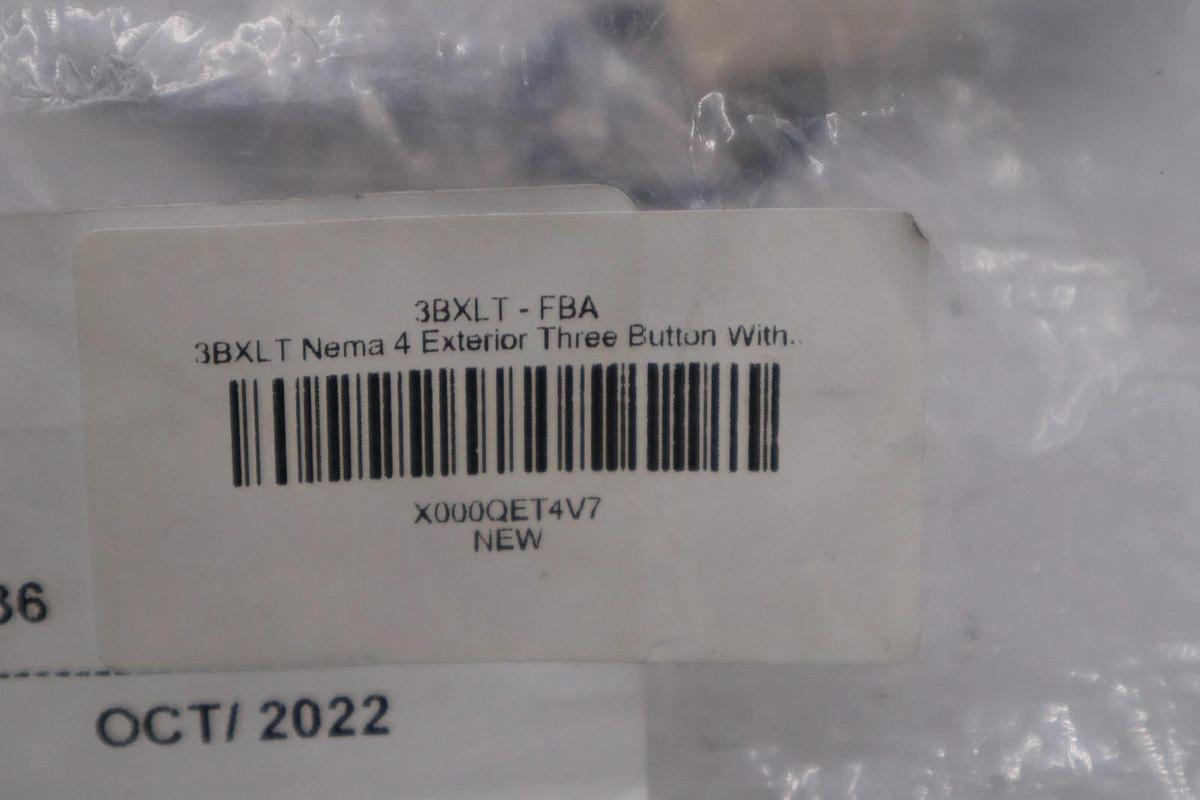 3BXLT - FBA
3BXLT Nema 4 Exterior Three Button With..
X000QET4V7
NEW
36
OCT/ 2022